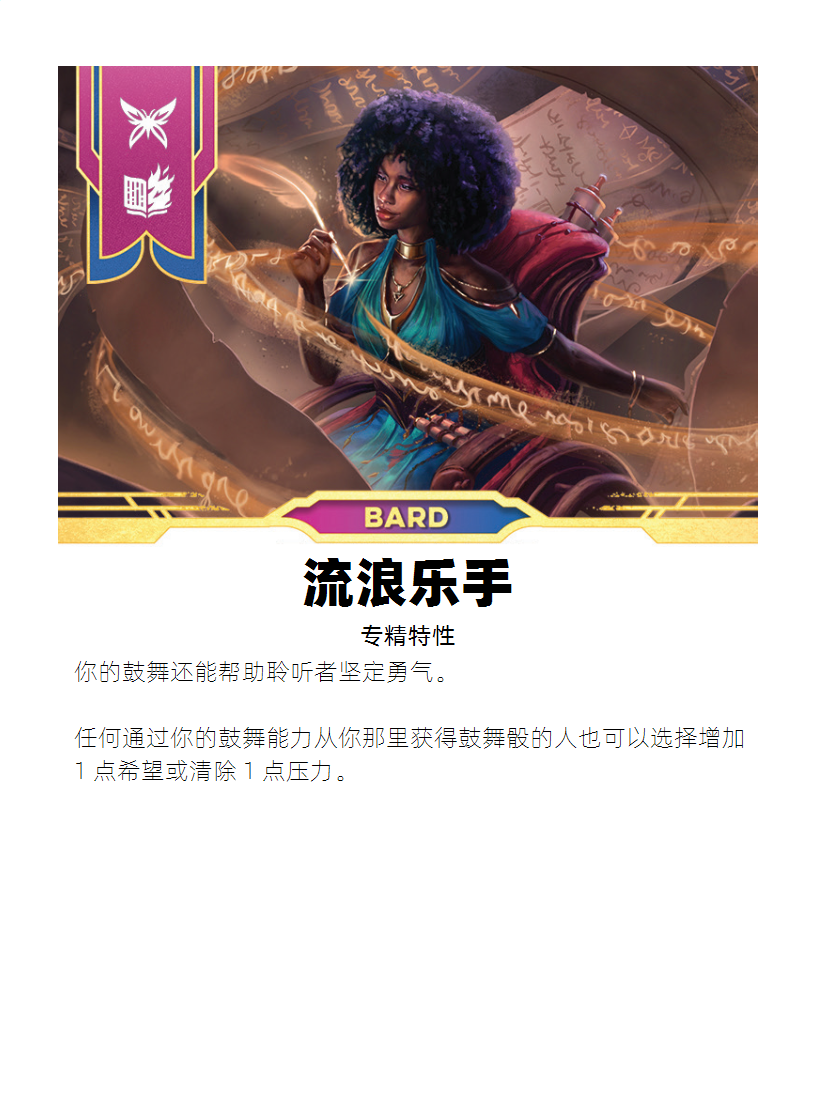 BARD
流浪乐手
专精特性
你的鼓舞还能帮助聆听者坚定勇气。
任何通过你的鼓舞能力从你那里获得鼓舞骰的人也可以选择增加
1 点希望或清除 1 点压力。